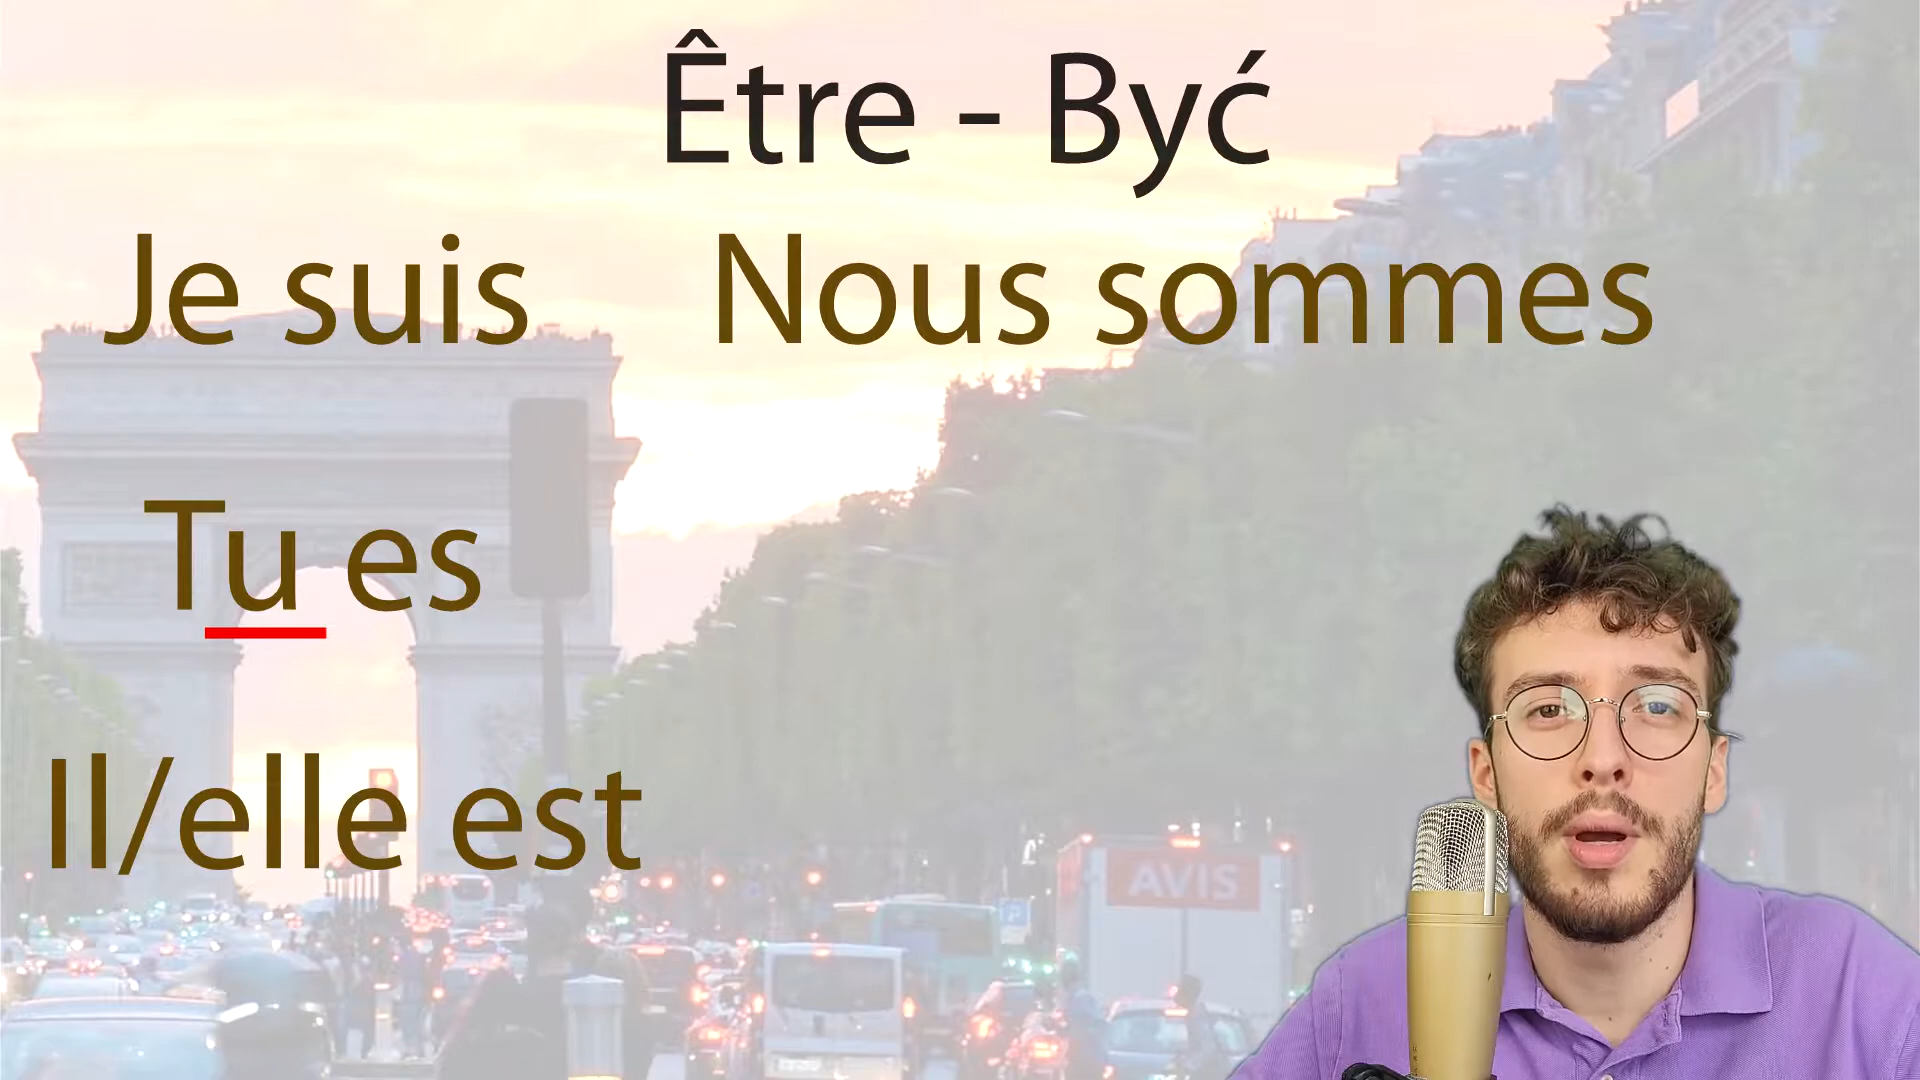 Être - Być
Je suis
Nous sommes
Tu es
Il/elle est
AVIS
P